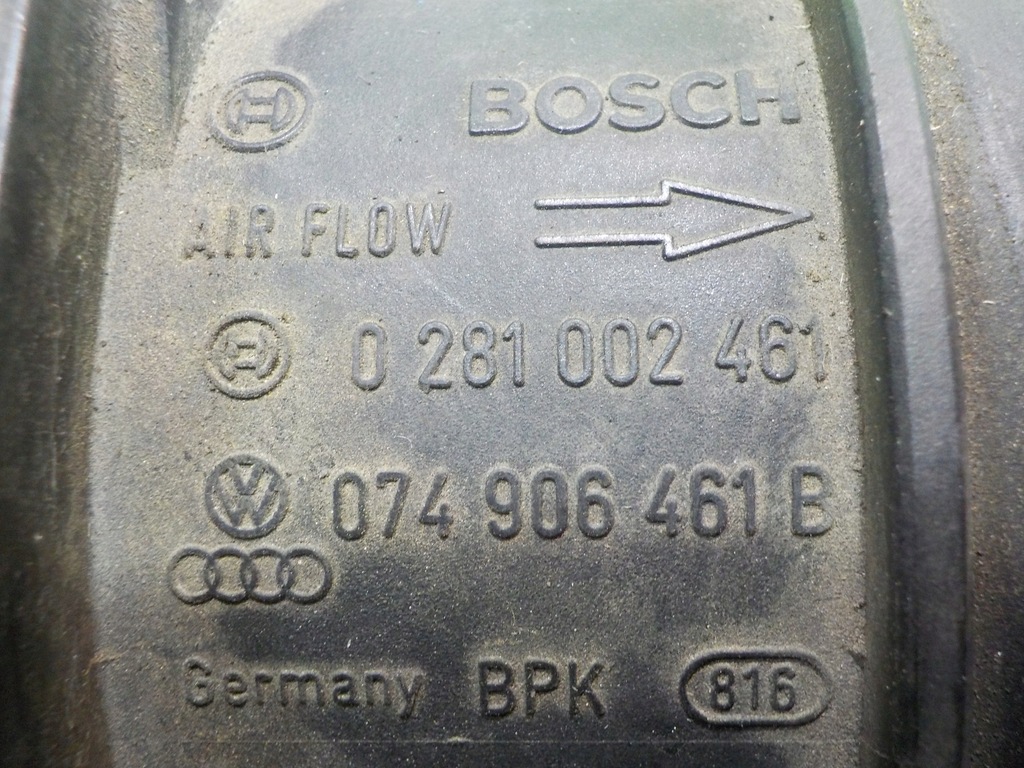 BOSCH
AIR FLOW
0 281 002 461
074 906 461 B
Germany BPK 816